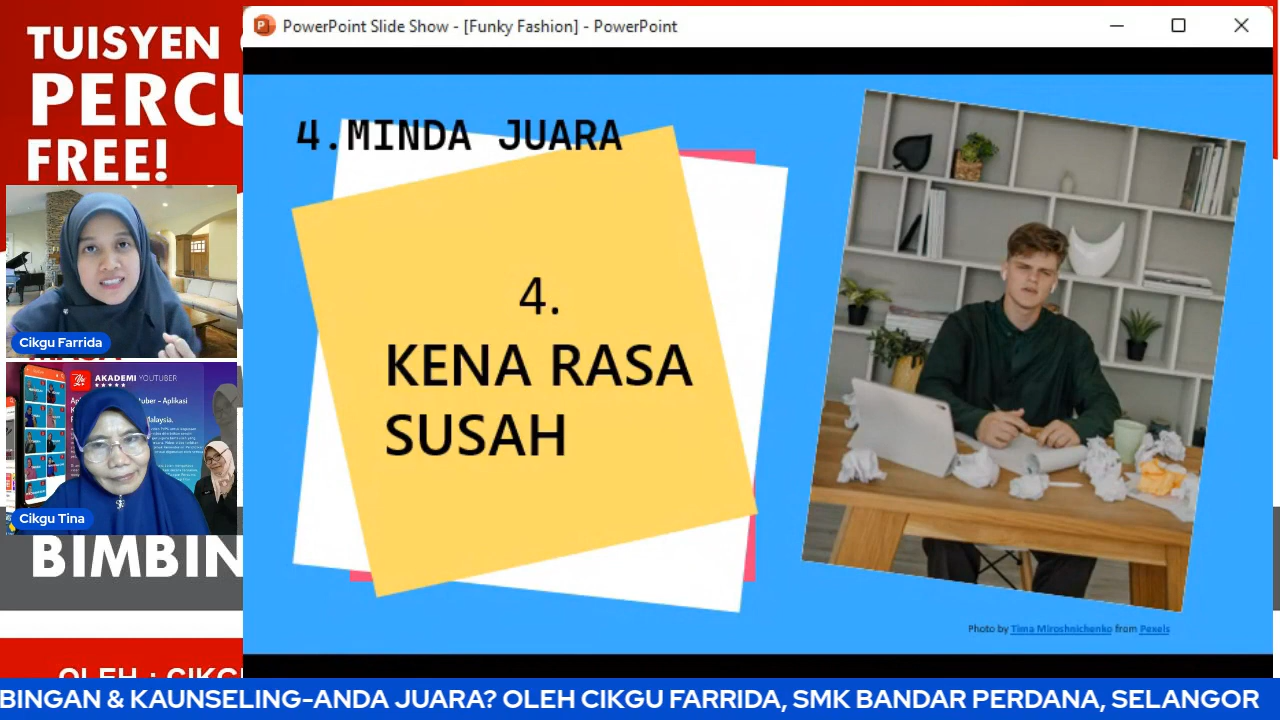 TUISYEN
PERCU
FREE!
PowerPoint Slide Show - [Funky Fashion] - PowerPoint
4.MINDA JUARA
4.
KENA RASA
SUSAH
Photo by Tima Miroshnichenko from Pexels
Cikgu Farrida
AKADEMI YOUTUBER
Cikgu Tina
BIMBIN
OLEH : CIKG
BINGAN & KAUNSELING-ANDA JUARA? OLEH CIKGU FARRIDA, SMK BANDAR PERDANA, SELANGOR